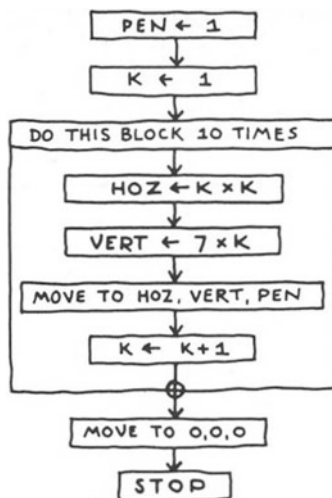 PEN ← 1
K ← 1
DO THIS BLOCK 10 TIMES
HOZ ← K × K
VERT ← 7 × K
MOVE TO HOZ, VERT, PEN
K ← K + 1
MOVE TO 0,0,0
STOP